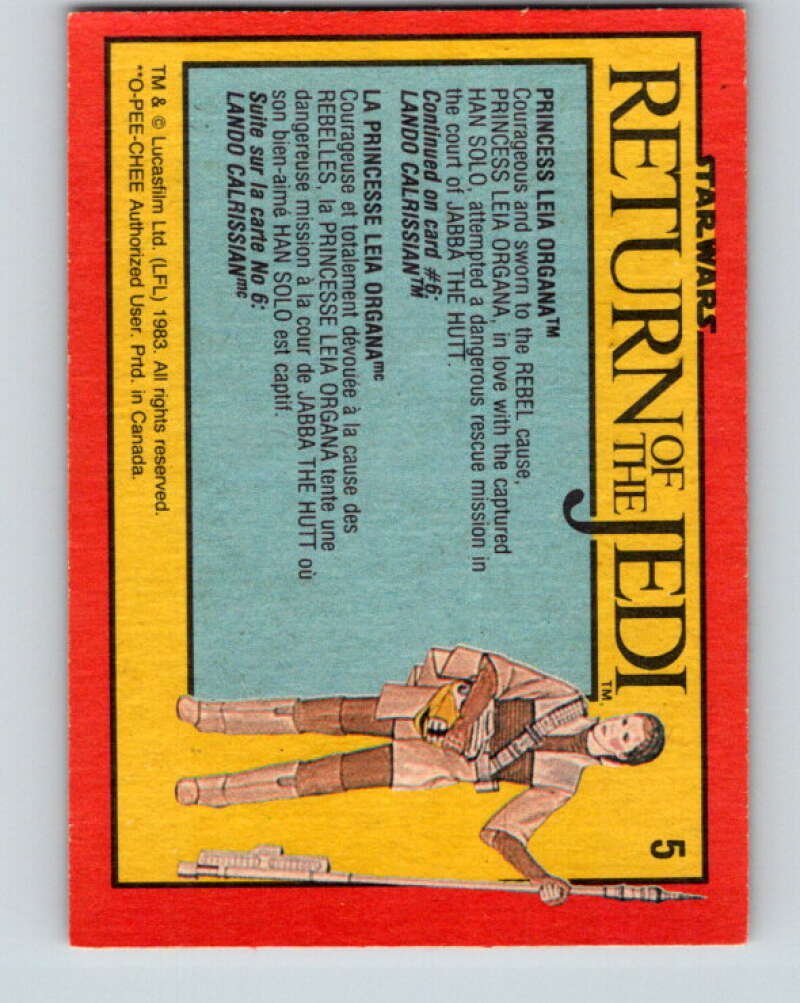 STAR WARS
RETURN OF THE JEDI™
5
PRINCESS LEIA ORGANA™
Courageous and sworn to the REBEL cause,
PRINCESS LEIA ORGANA, in love with the captured
HAN SOLO, attempted a dangerous rescue mission in
the court of JABBA THE HUTT.
Continued on card #6:
LANDO CALRISSIAN™
LA PRINCESSE LEIA ORGANAmc
Courageuse et totalement dévouée à la cause des
REBELLES, la PRINCESSE LEIA ORGANA tente une
dangereuse mission à la cour de JABBA THE HUTT où
son bien-aimé HAN SOLO est captif.
Suite sur la carte No 6:
LANDO CALRISSIANmc
TM & © Lucasfilm Ltd. (LFL) 1983. All rights reserved.
**O-PEE-CHEE Authorized User. Prtd. in Canada.